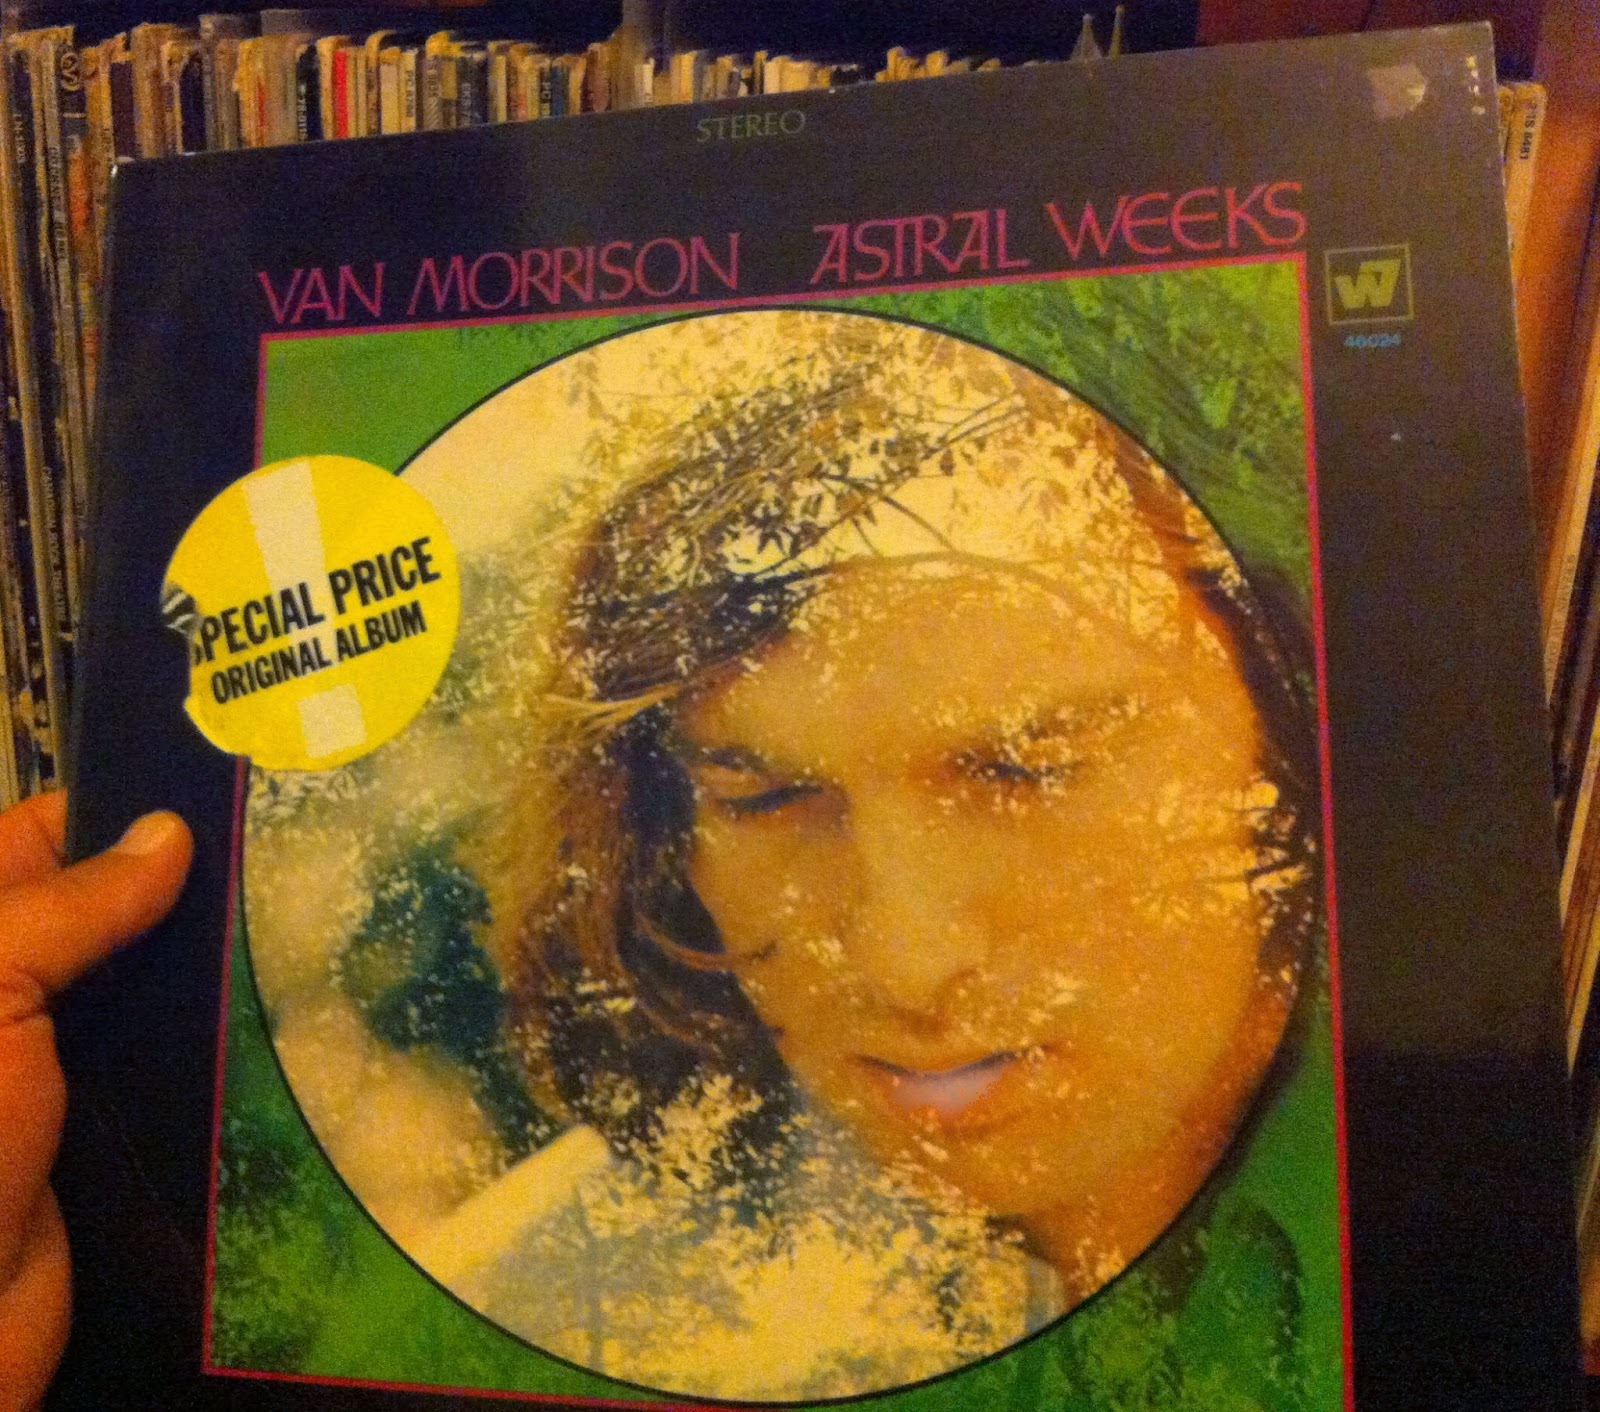 STEREO
VAN MORRISON ASTRAL WEEKS
W7
46024
SPECIAL PRICE
ORIGINAL ALBUM